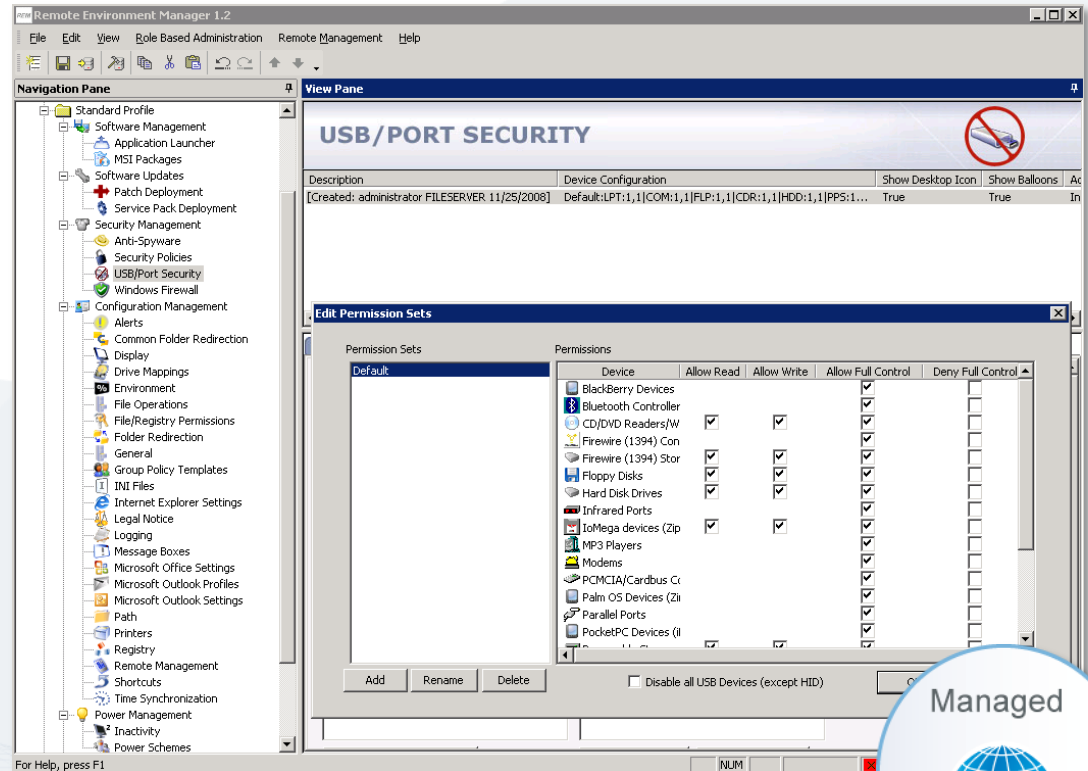 Remote Environment Manager 1.2
File Edit View Role Based Administration Remote Management Help
Navigation Pane
Standard Profile
Software Management
Application Launcher
MSI Packages
Software Updates
Patch Deployment
Service Pack Deployment
Security Management
Anti-Spyware
Security Policies
USB/Port Security
Windows Firewall
Configuration Management
Alerts
Common Folder Redirection
Display
Drive Mappings
Environment
File Operations
File/Registry Permissions
Folder Redirection
General
Group Policy Templates
INI Files
Internet Explorer Settings
Legal Notice
Logging
Message Boxes
Microsoft Office Settings
Microsoft Outlook Profiles
Microsoft Outlook Settings
Path
Printers
Registry
Remote Management
Shortcuts
Time Synchronization
Power Management
Inactivity
Power Schemes
View Pane
USB/PORT SECURITY
Description Device Configuration Show Desktop Icon Show Balloons Ac
[Created: administrator FILESERVER 11/25/2008] Default:LPT:1,1|COM:1,1|FLP:1,1|CDR:1,1|HDD:1,1|PPS:1... True True In
Edit Permission Sets
Permission Sets
Default
Permissions
Device Allow Read Allow Write Allow Full Control Deny Full Control
BlackBerry Devices
Bluetooth Controller
CD/DVD Readers/W
Firewire (1394) Con
Firewire (1394) Stor
Floppy Disks
Hard Disk Drives
Infrared Ports
IoMega devices (Zip
MP3 Players
Modems
PCMCIA/Cardbus Co
Palm OS Devices (Zi
Parallel Ports
PocketPC Devices (i
Add Rename Delete
Disable all USB Devices (except HID)
Managed
For Help, press F1
NUM